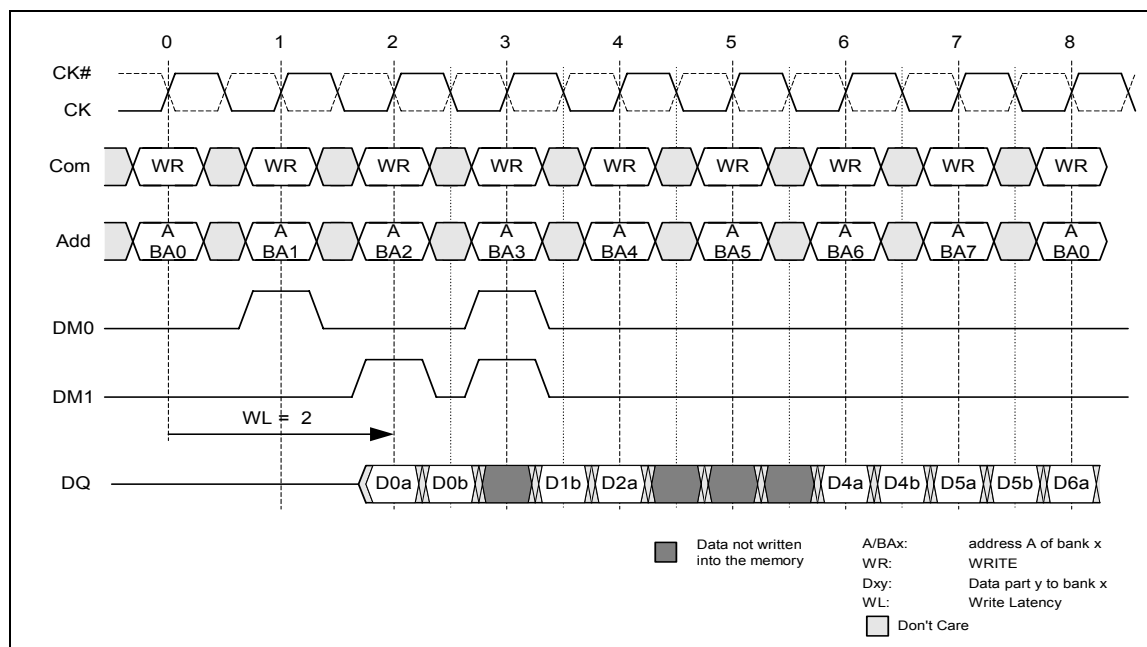 0 1 2 3 4 5 6 7 8
CK#
CK
Com WR WR WR WR WR WR WR WR WR
A A A A A A A A A
Add
BA0 BA1 BA2 BA3 BA4 BA5 BA6 BA7 BA0
DM0
DM1
WL = 2
DQ D0a D0b D1b D2a D4a D4b D5a D5b D6a
Data not written
into the memory
A/BAx: address A of bank x
WR: WRITE
Dxy: Data part y to bank x
WL: Write Latency
Don't Care